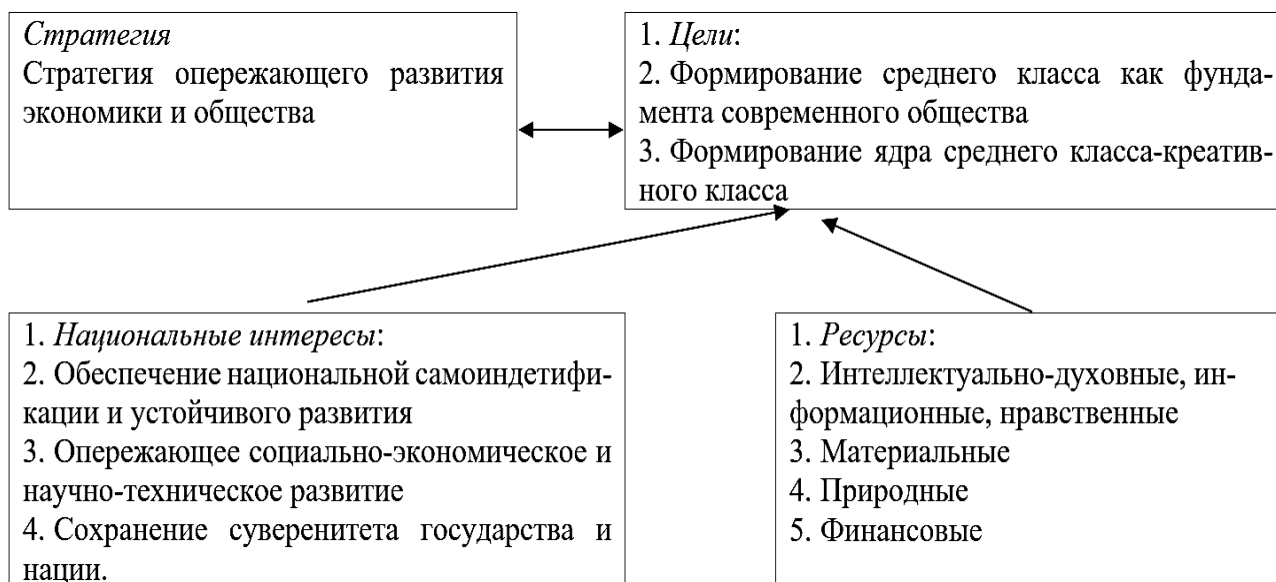 Стратегия
Стратегия опережающего развития
экономики и общества
1. Цели:
2. Формирование среднего класса как фунда-
мента современного общества
3. Формирование ядра среднего класса-креатив-
ного класса
1. Национальные интересы:
2. Обеспечение национальной самоиндетифи-
кации и устойчивого развития
3. Опережающее социально-экономическое и
научно-техническое развитие
4. Сохранение суверенитета государства и
нации.
1. Ресурсы:
2. Интеллектуально-духовные, ин-
формационные, нравственные
3. Материальные
4. Природные
5. Финансовые